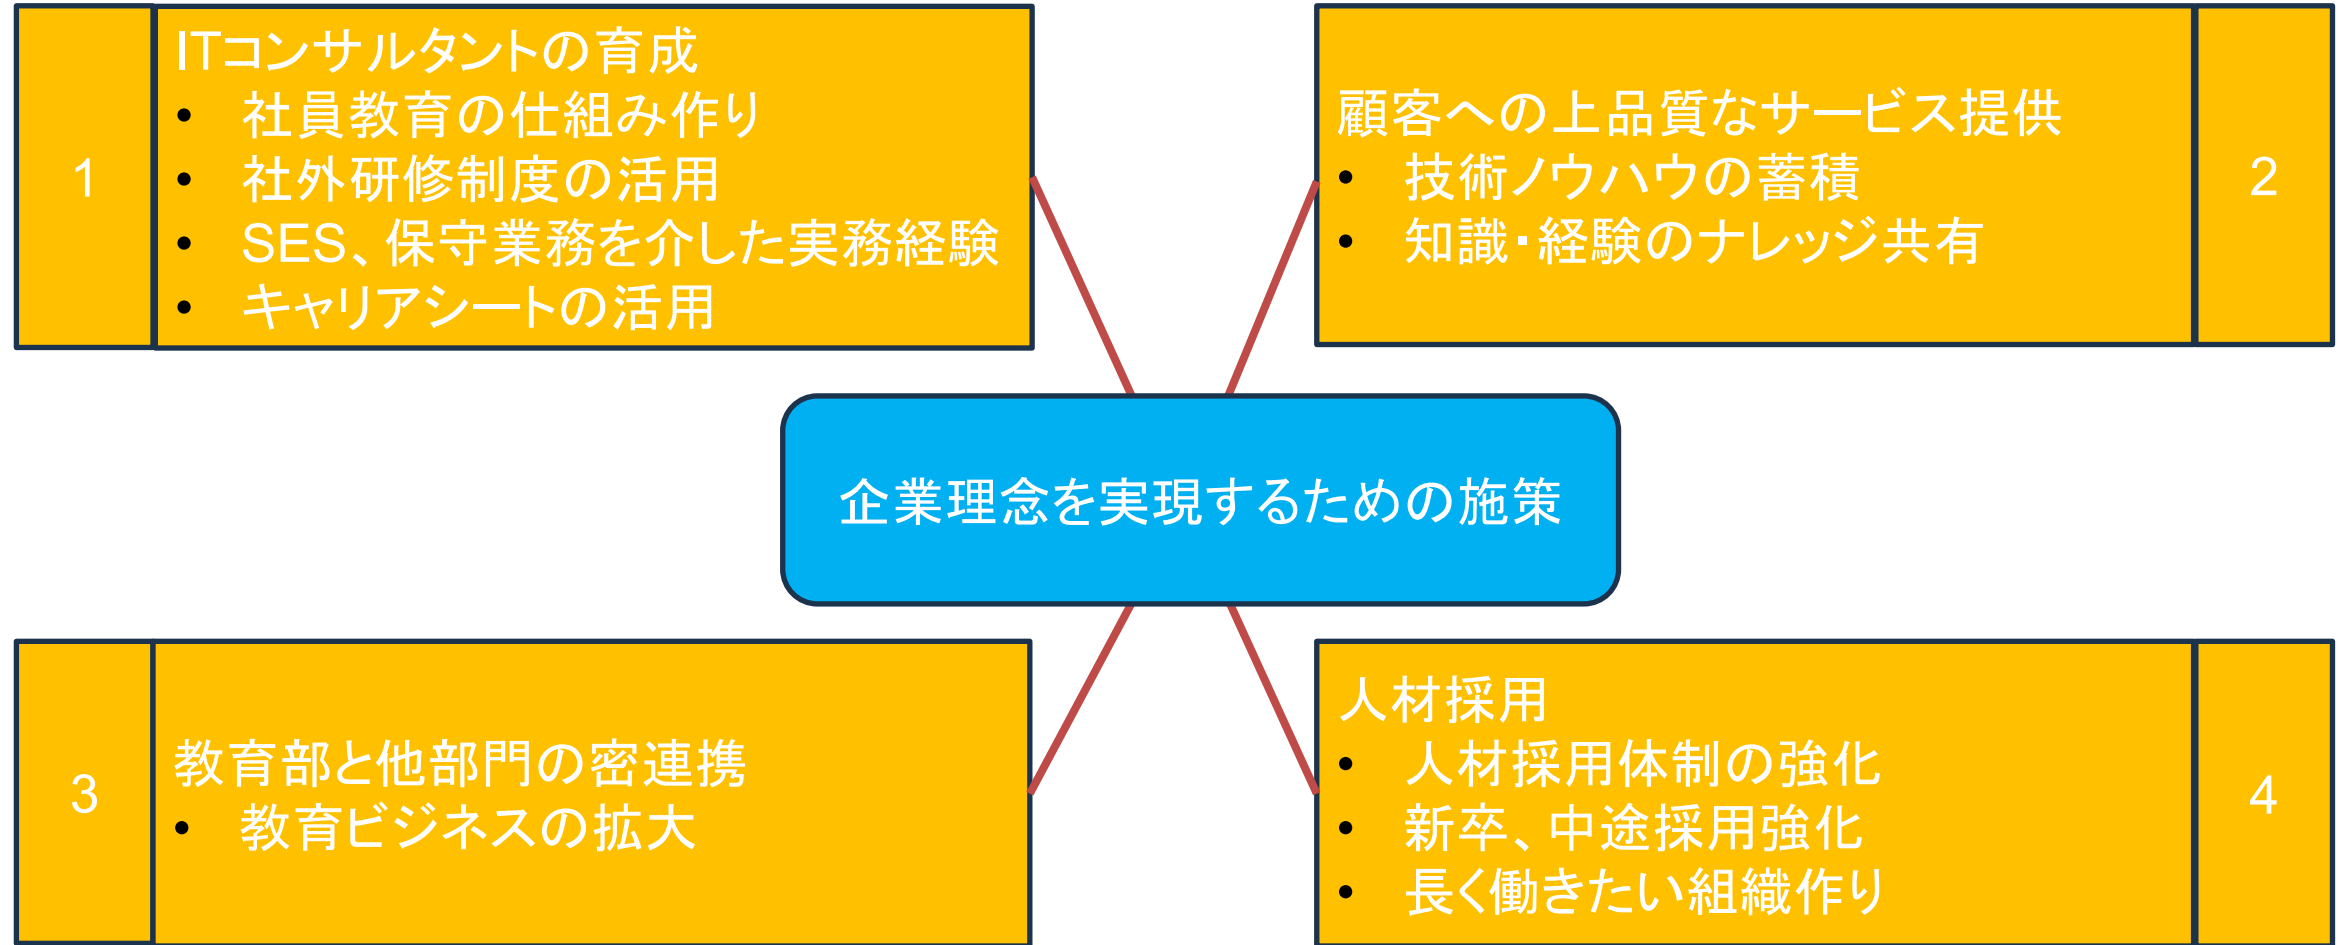 1
ITコンサルタントの育成
• 社員教育の仕組み作り
• 社外研修制度の活用
• SES、保守業務を介した実務経験
• キャリアシートの活用
顧客への上品質なサービス提供
• 技術ノウハウの蓄積
• 知識・経験のナレッジ共有
2
企業理念を実現するための施策
3
教育部と他部門の密連携
• 教育ビジネスの拡大
人材採用
• 人材採用体制の強化
• 新卒、中途採用強化
• 長く働きたい組織作り
4